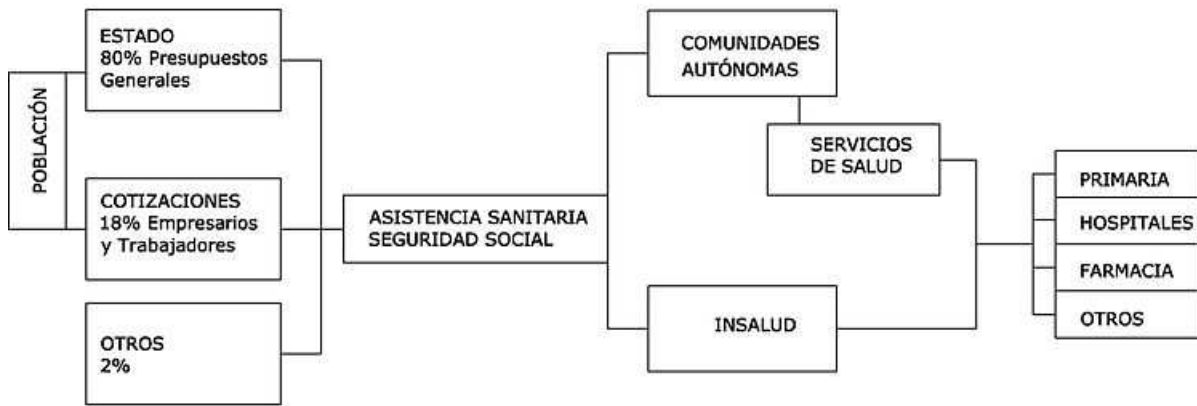 POBLACIÓN
ESTADO
80% Presupuestos
Generales
COTIZACIONES
18% Empresarios
y Trabajadores
OTROS
2%
ASISTENCIA SANITARIA
SEGURIDAD SOCIAL
COMUNIDADES
AUTÓNOMAS
SERVICIOS
DE SALUD
INSALUD
PRIMARIA
HOSPITALES
FARMACIA
OTROS